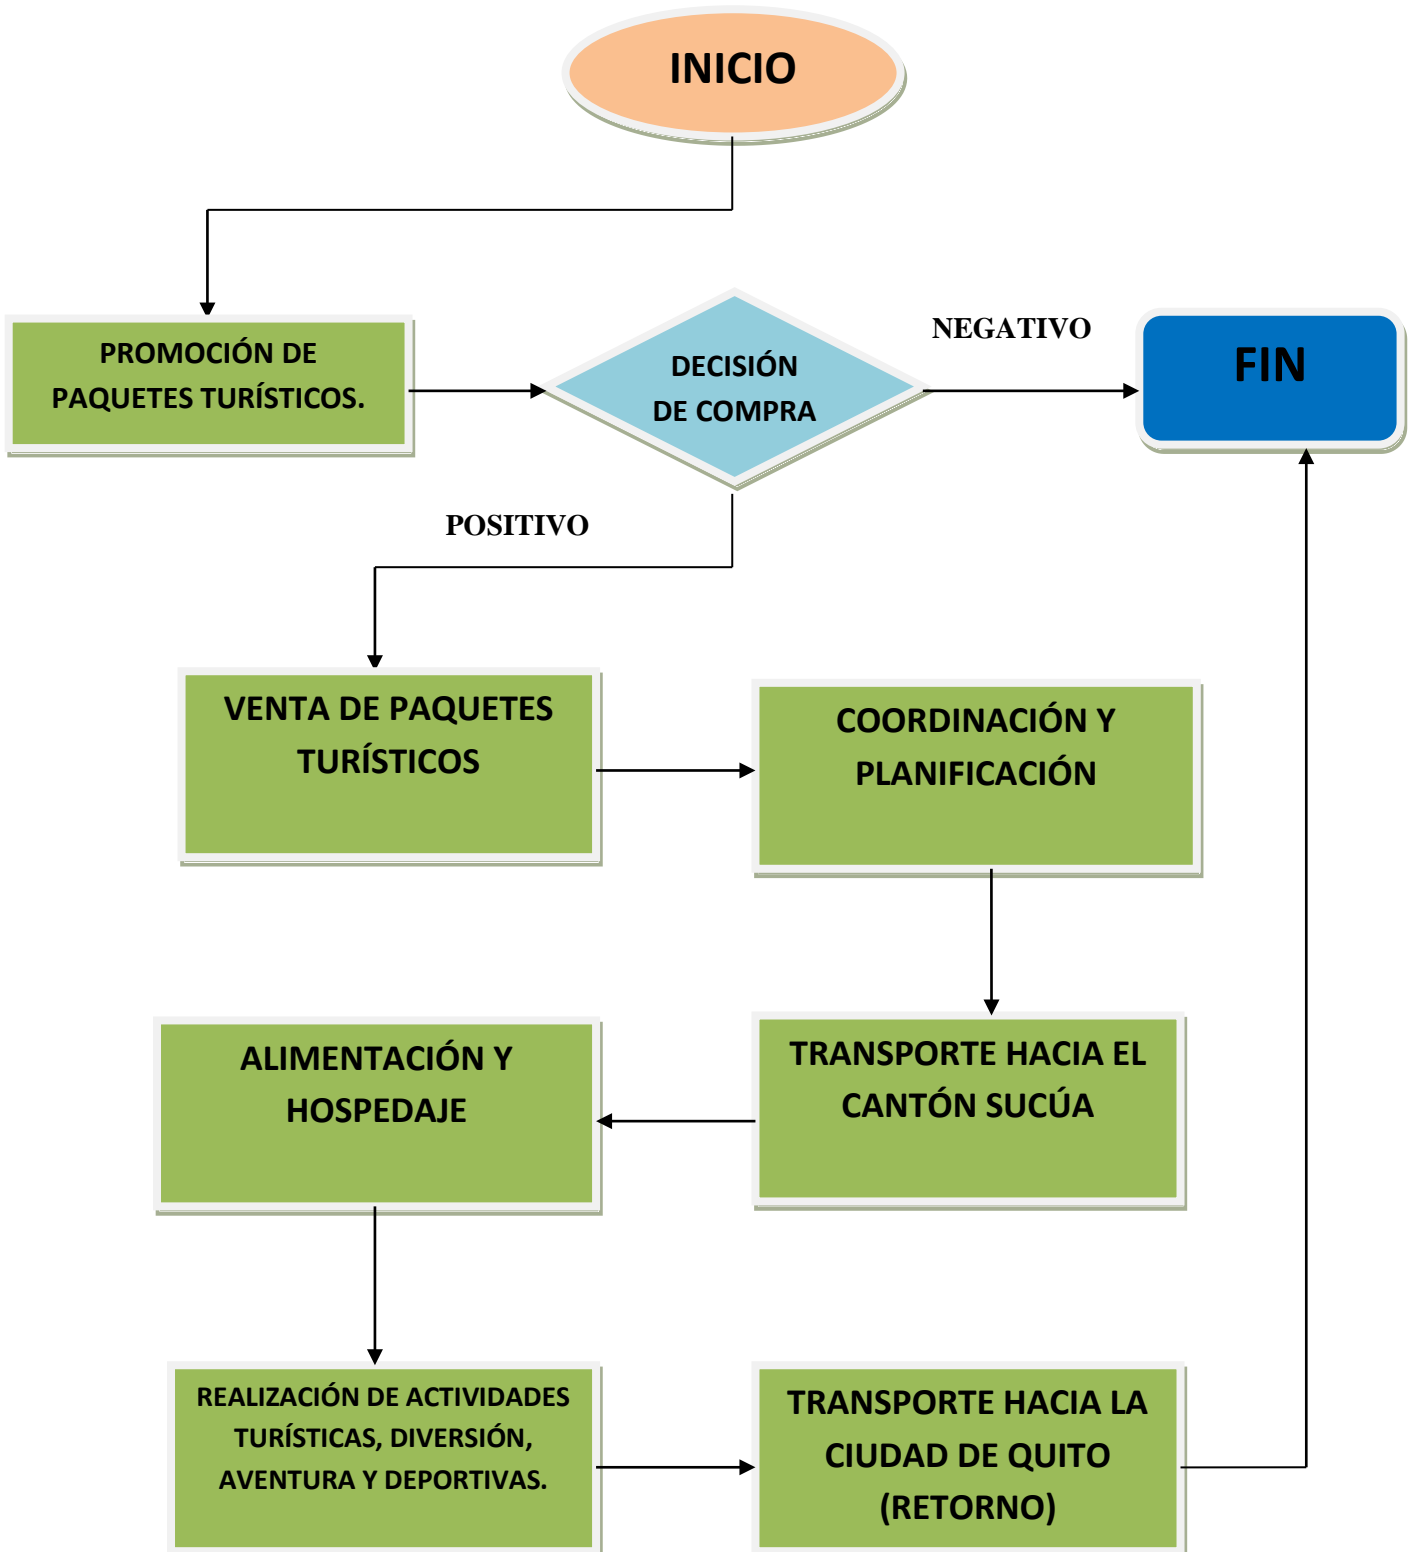 INICIO
PROMOCIÓN DE
PAQUETES TURÍSTICOS.
DECISIÓN
DE COMPRA
NEGATIVO
FIN
POSITIVO
VENTA DE PAQUETES
TURÍSTICOS
COORDINACIÓN Y
PLANIFICACIÓN
TRANSPORTE HACIA EL
CANTÓN SUCÚA
ALIMENTACIÓN Y
HOSPEDAJE
REALIZACIÓN DE ACTIVIDADES
TURÍSTICAS, DIVERSIÓN,
AVENTURA Y DEPORTIVAS.
TRANSPORTE HACIA LA
CIUDAD DE QUITO
(RETORNO)